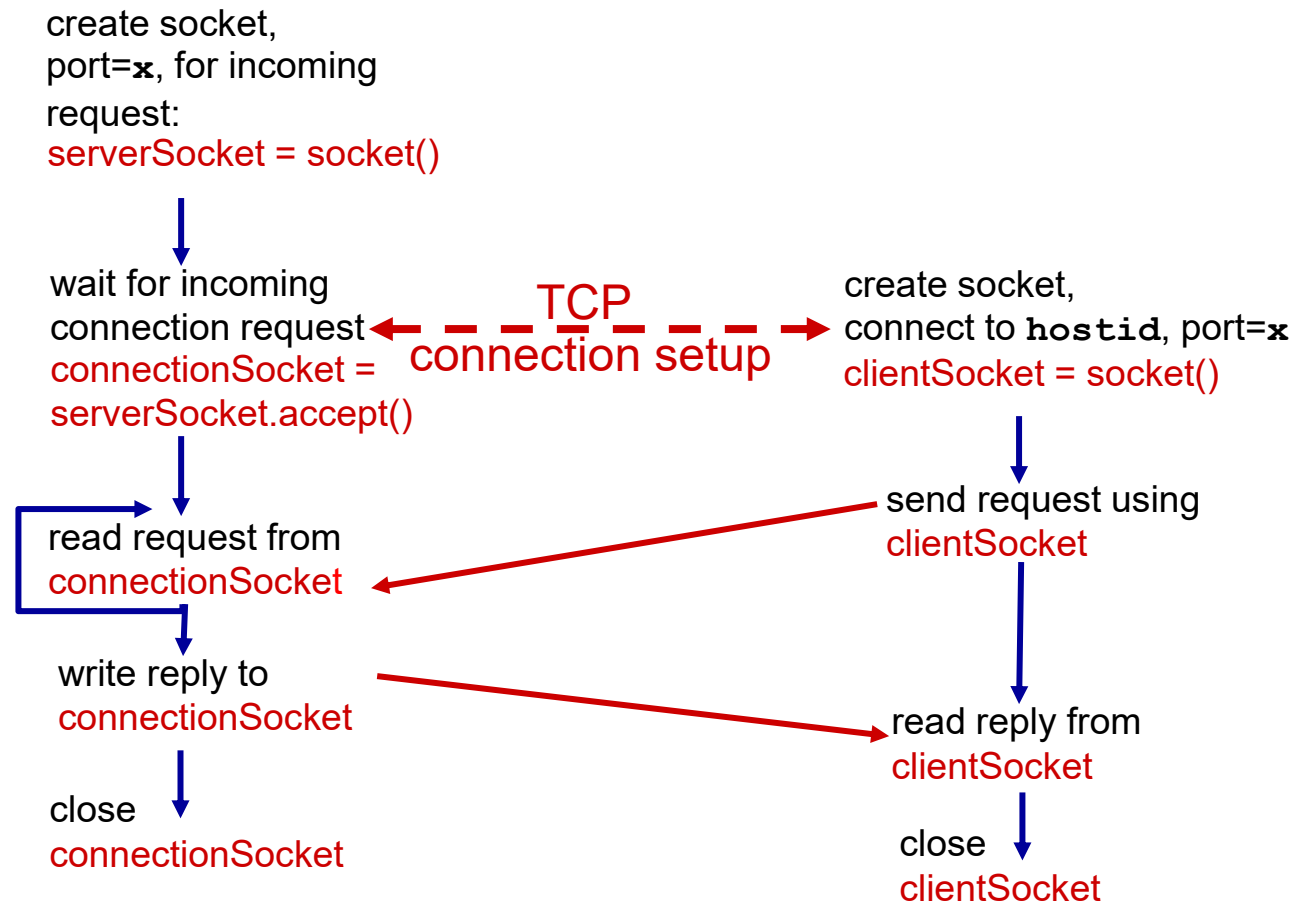 create socket,
port=x, for incoming
request:
serverSocket = socket()
wait for incoming
connection request
connectionSocket =
serverSocket.accept()
TCP
connection setup
create socket,
connect to hostid, port=x
clientSocket = socket()
read request from
connectionSocket
send request using
clientSocket
write reply to
connectionSocket
read reply from
clientSocket
close
connectionSocket
close
clientSocket